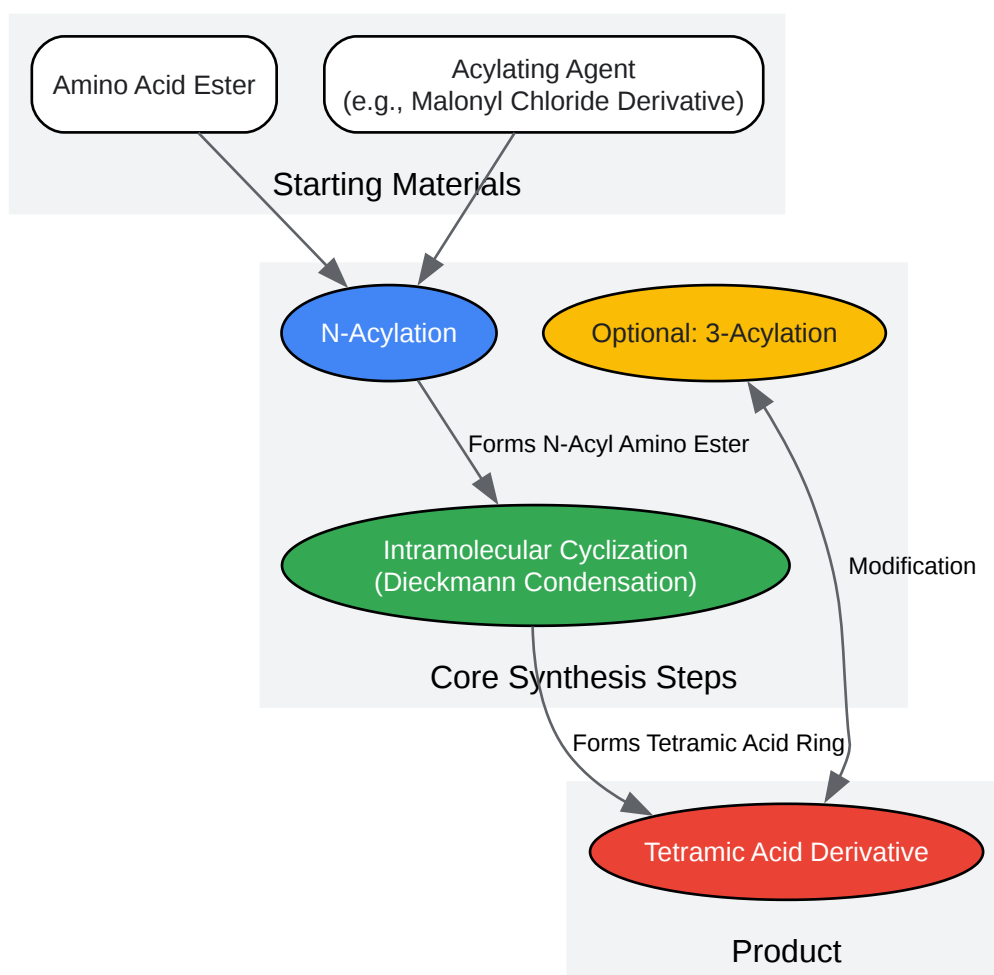 Amino Acid Ester
Acylating Agent
(e.g., Malonyl Chloride Derivative)
Starting Materials
N-Acylation
Optional: 3-Acylation
Forms N-Acyl Amino Ester
Intramolecular Cyclization
(Dieckmann Condensation)
Modification
Core Synthesis Steps
Forms Tetramic Acid Ring
Tetramic Acid Derivative
Product